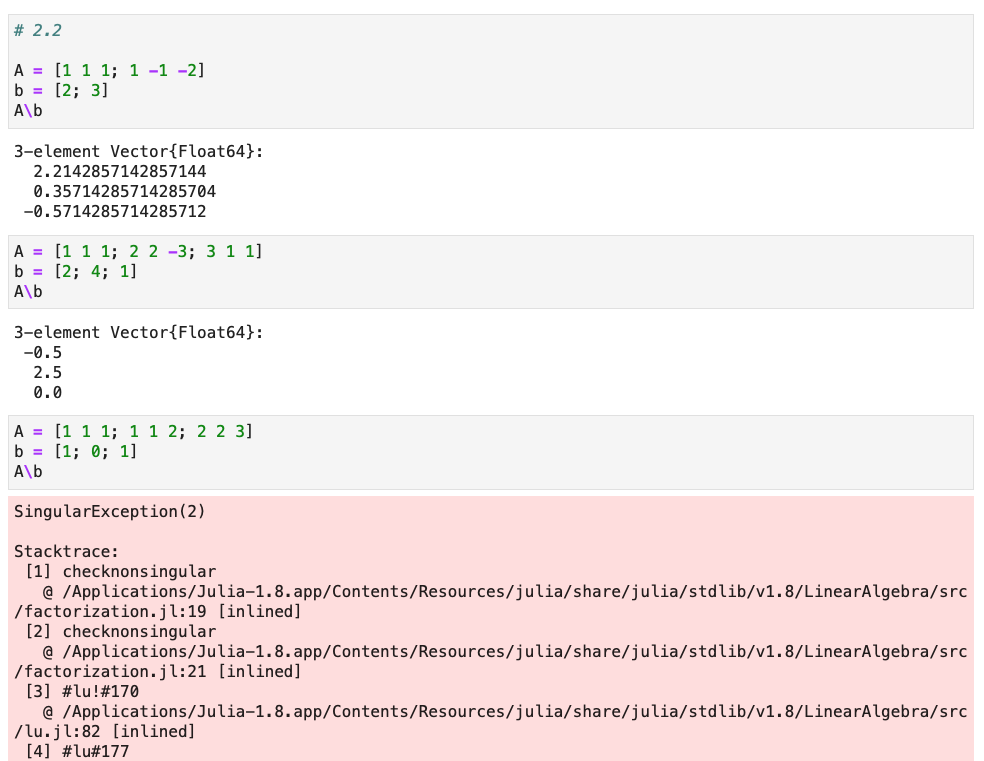 # 2.2
A = [1 1 1; 1 −1 −2]
b = [2; 3]
A\b
3−element Vector{Float64}:
2.2142857142857144
0.35714285714285704
−0.5714285714285712
A = [1 1 1; 2 2 −3; 3 1 1]
b = [2; 4; 1]
A\b
3−element Vector{Float64}:
−0.5
2.5
0.0
A = [1 1 1; 1 1 2; 2 2 3]
b = [1; 0; 1]
A\b
SingularException(2)
Stacktrace:
[1] checknonsingular
@ /Applications/Julia−1.8.app/Contents/Resources/julia/share/julia/stdlib/v1.8/LinearAlgebra/src
/factorization.jl:19 [inlined]
[2] checknonsingular
@ /Applications/Julia−1.8.app/Contents/Resources/julia/share/julia/stdlib/v1.8/LinearAlgebra/src
/factorization.jl:21 [inlined]
[3] #lu!#170
@ /Applications/Julia−1.8.app/Contents/Resources/julia/share/julia/stdlib/v1.8/LinearAlgebra/src
/lu.jl:82 [inlined]
[4] #lu#177